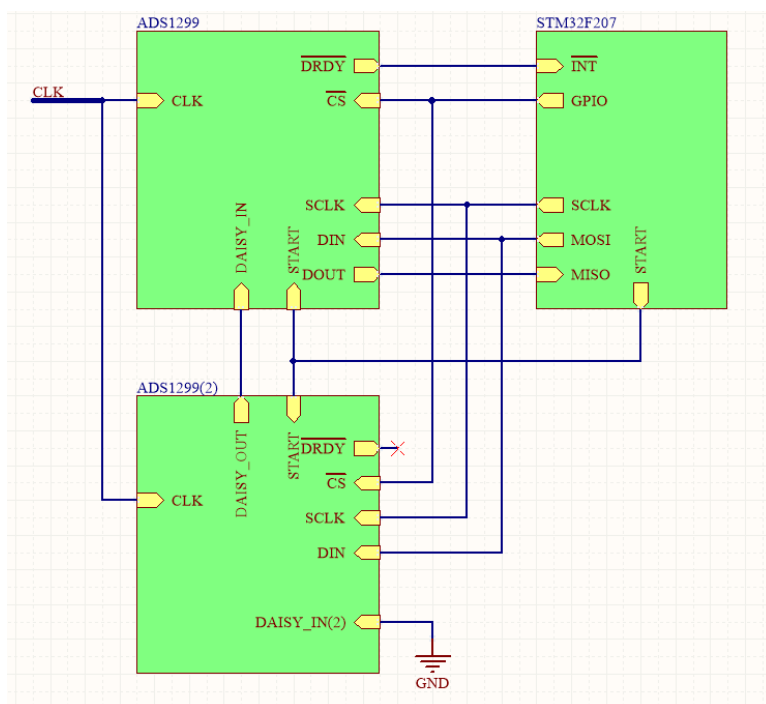 ADS1299
STM32F207
CLK
CLK
DRDY
CS
SCLK
DIN
DOUT
DAISY_IN
START
INT
GPIO
SCLK
MOSI
MISO
START
ADS1299(2)
DAISY_OUT
START
DRDY
CS
CLK
SCLK
DIN
DAISY_IN(2)
GND